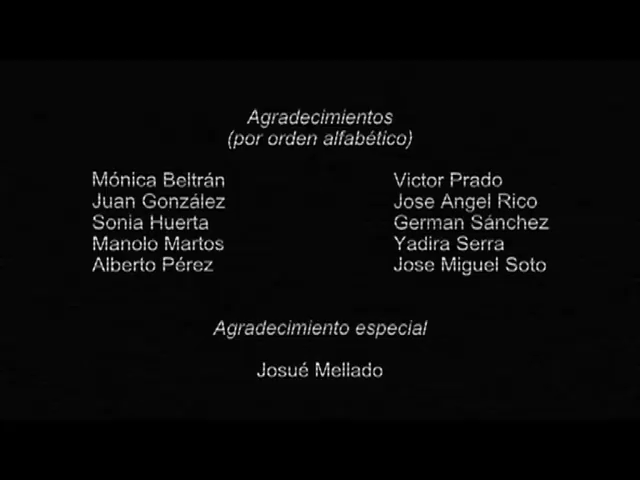 Agradecimientos
(por orden alfabético)
Mónica Beltrán
Juan González
Sonia Huerta
Manolo Martos
Alberto Pérez
Victor Prado
Jose Angel Rico
German Sánchez
Yadira Serra
Jose Miguel Soto
Agradecimiento especial
Josué Mellado